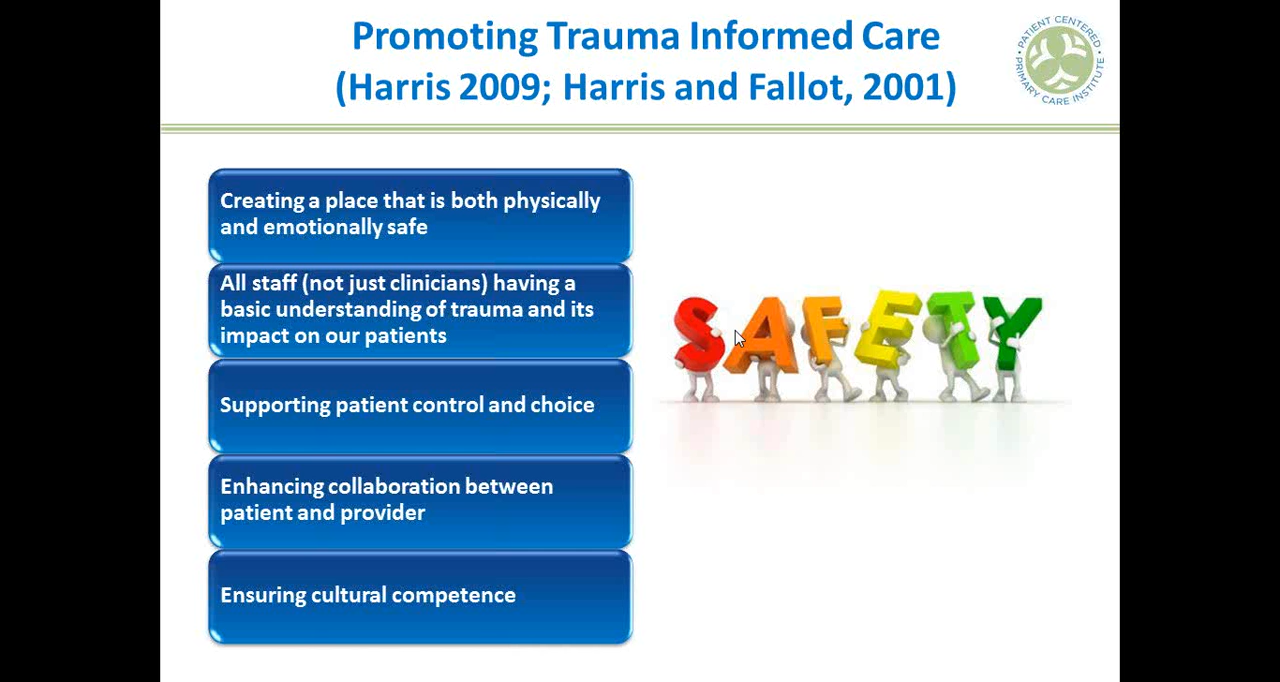 Promoting Trauma Informed Care
(Harris 2009; Harris and Fallot, 2001)
PATIENT CENTERED
PRIMARY CARE INSTITUTE
Creating a place that is both physically
and emotionally safe
All staff (not just clinicians) having a
basic understanding of trauma and its
impact on our patients
Supporting patient control and choice
Enhancing collaboration between
patient and provider
Ensuring cultural competence
SAFETY